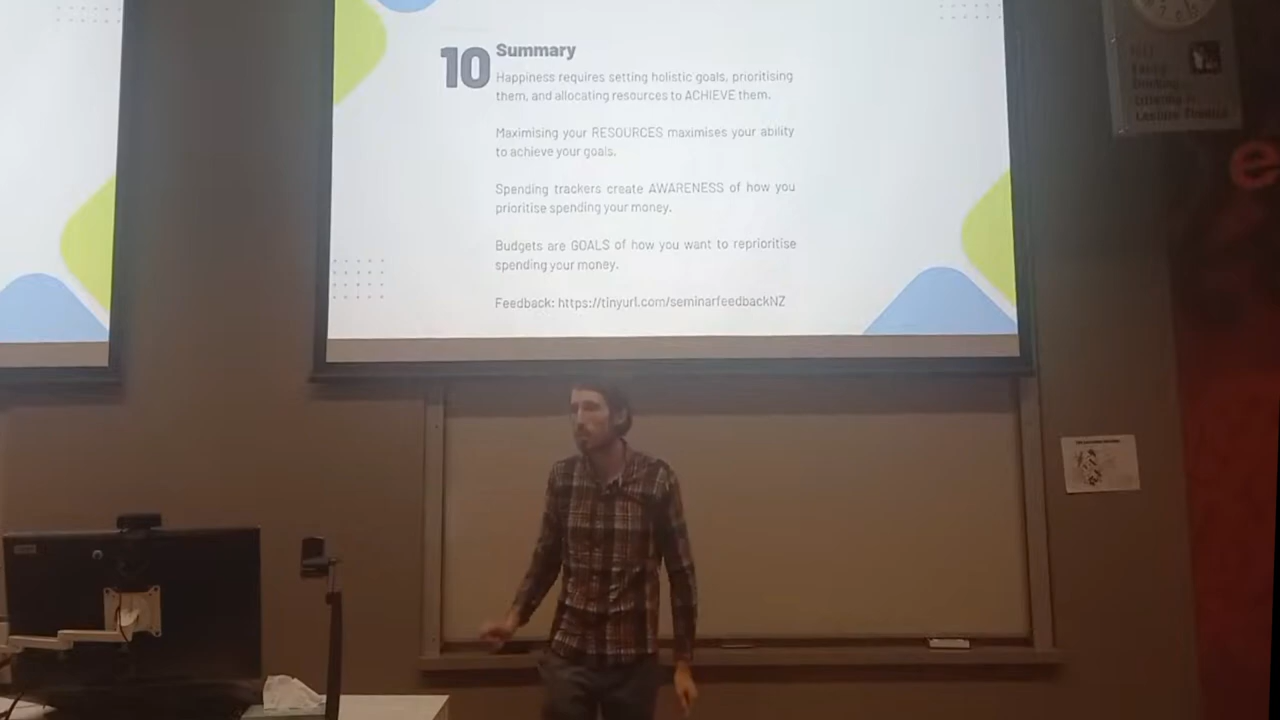 10
Summary
Happiness requires setting holistic goals, prioritising
them, and allocating resources to ACHIEVE them.
Maximising your RESOURCES maximises your ability
to achieve your goals.
Spending trackers create AWARENESS of how you
prioritise spending your money.
Budgets are GOALS of how you want to reprioritise
spending your money.
Feedback: https://tinyurl.com/seminarfeedbackNZ
Lecture Theatre
e